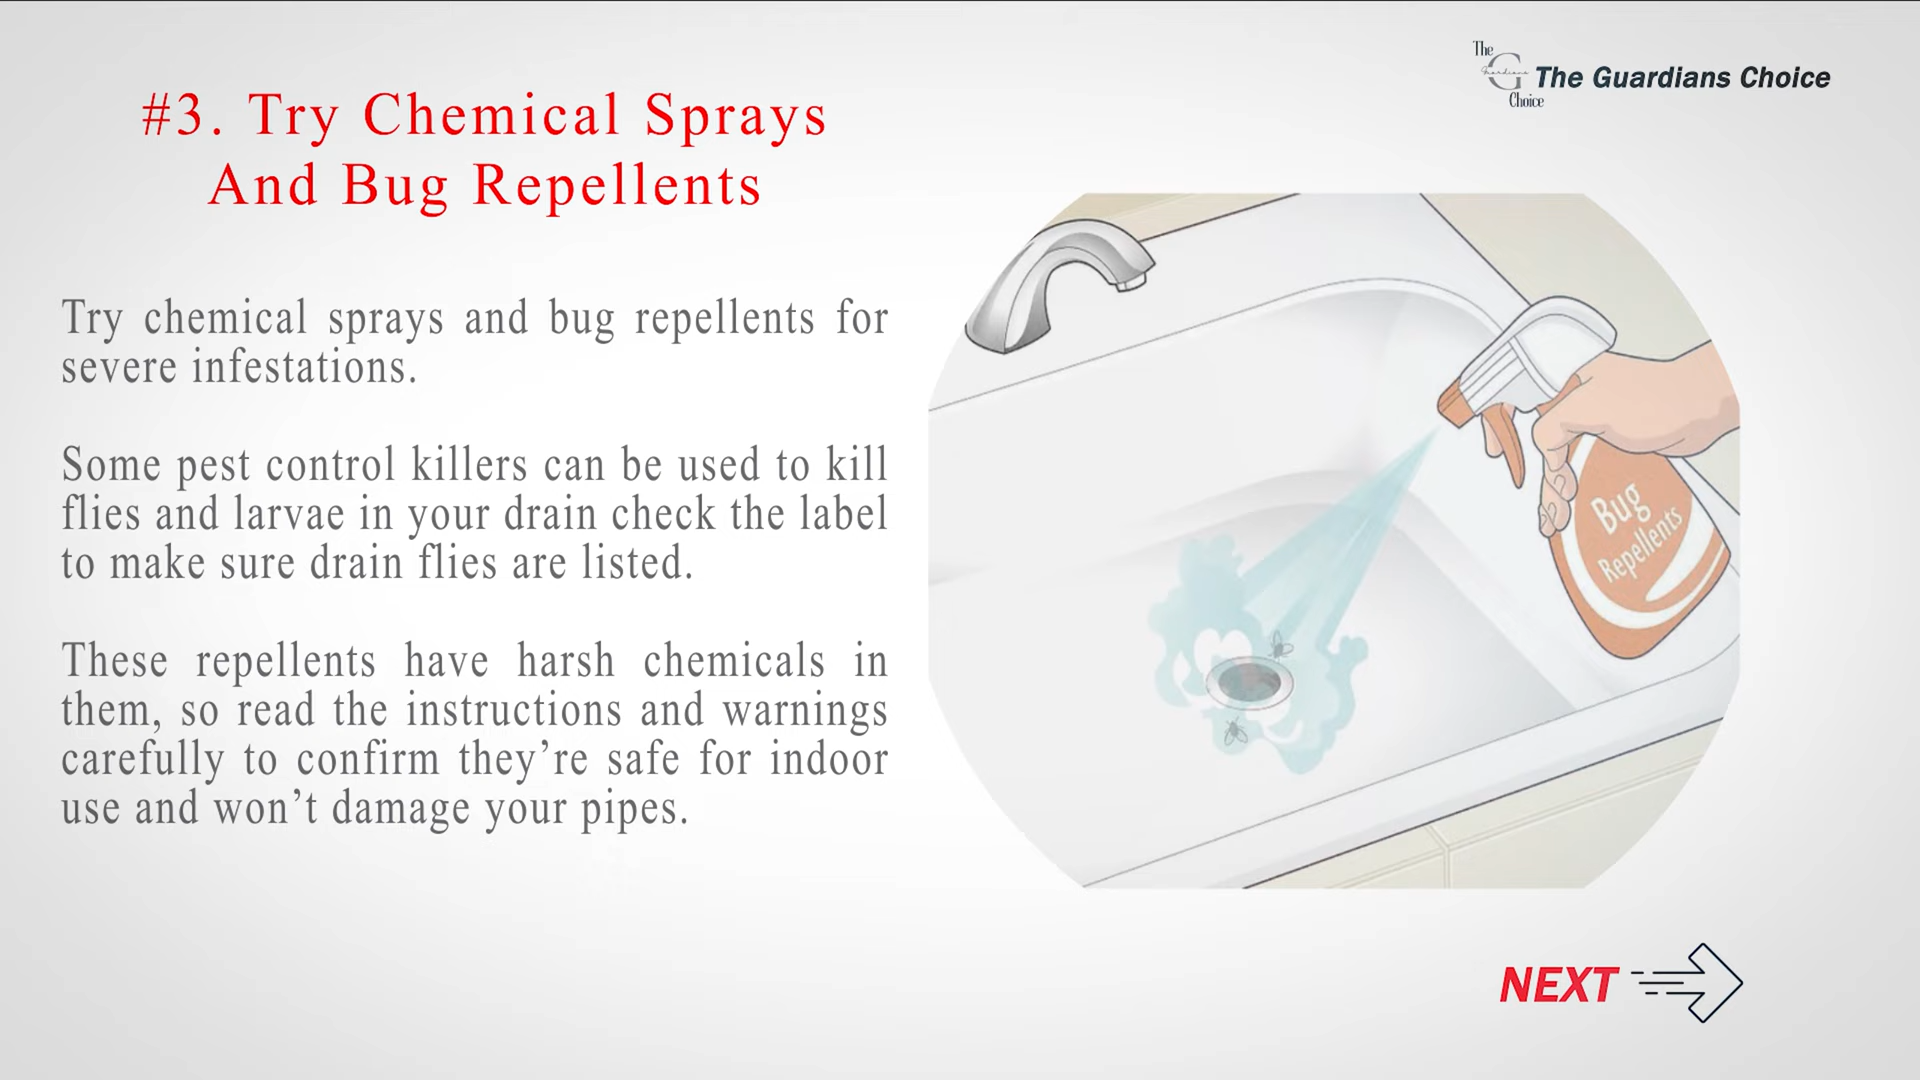 The
Guardians
Choice
The Guardians Choice
#3. Try Chemical Sprays
And Bug Repellents
Try chemical sprays and bug repellents for
severe infestations.
Some pest control killers can be used to kill
flies and larvae in your drain check the label
to make sure drain flies are listed.
These repellents have harsh chemicals in
them, so read the instructions and warnings
carefully to confirm they’re safe for indoor
use and won’t damage your pipes.
Bug
Repellents
NEXT